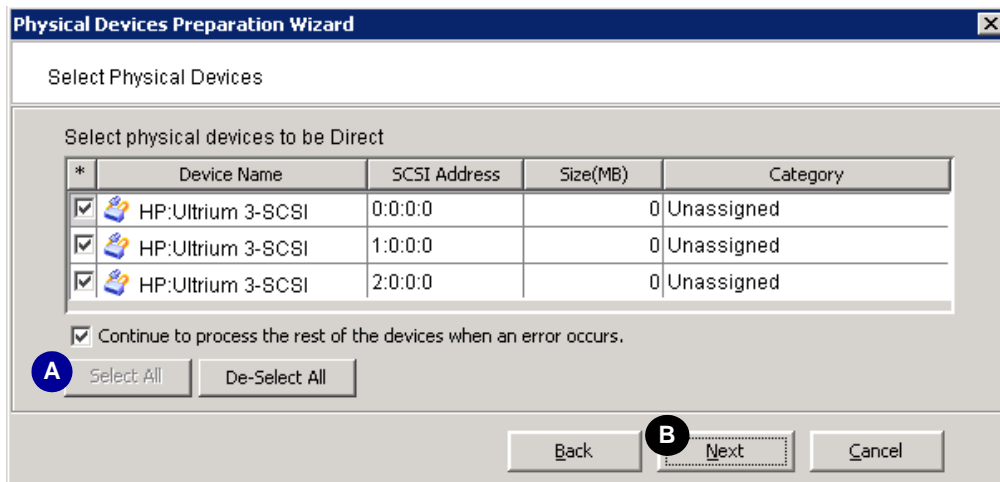 Physical Devices Preparation Wizard
Select Physical Devices
Select physical devices to be Direct
* Device Name SCSI Address Size(MB) Category
HP:Ultrium 3-SCSI 0:0:0:0 0 Unassigned
HP:Ultrium 3-SCSI 1:0:0:0 0 Unassigned
HP:Ultrium 3-SCSI 2:0:0:0 0 Unassigned
Continue to process the rest of the devices when an error occurs.
A Select All De-Select All
Back B Next Cancel